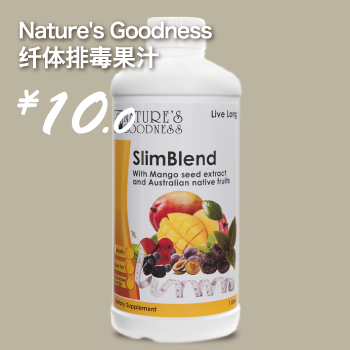 Nature's Goodness
纤体排毒果汁
¥10.0
NATURE'S
GOODNESS
Live Long
SlimBlend
With Mango seed extract
and Australian native fruits
Dietary Supplement